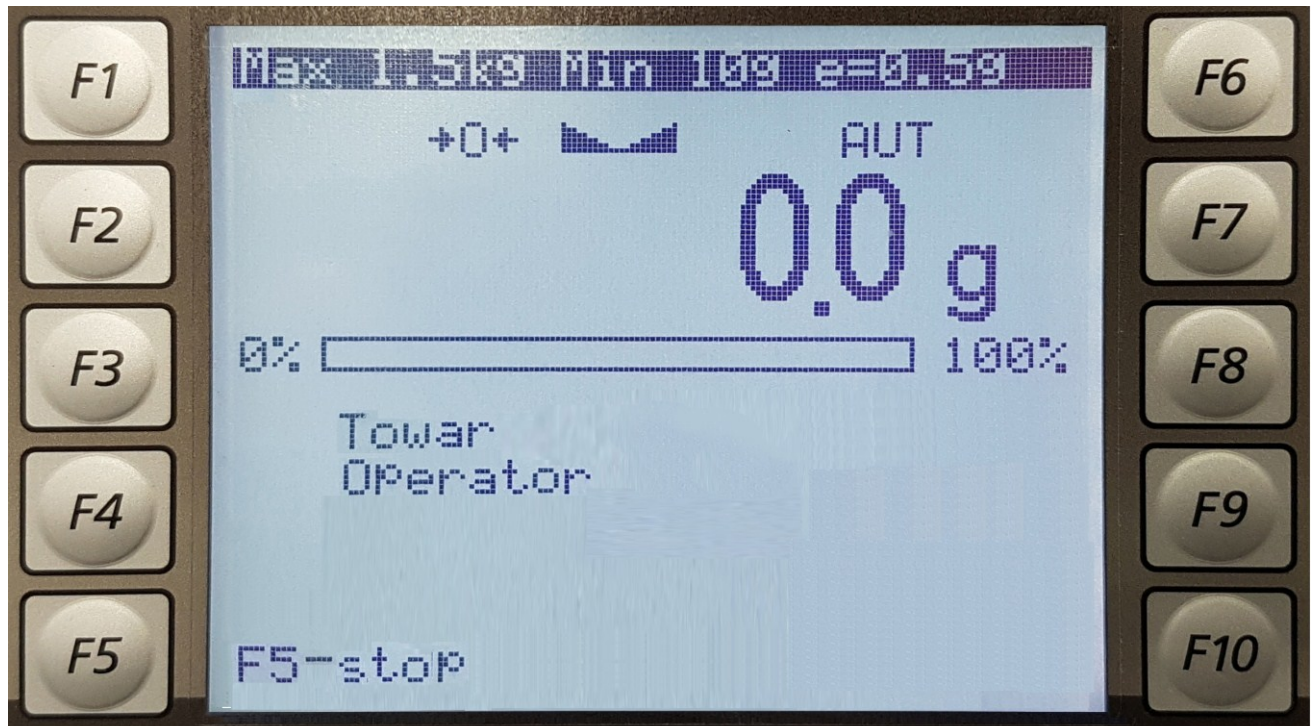 F1
F2
F3
F4
F5
Max 1.5kg Min 10g e=0.5g
→0← AUT
0.0 g
0% 100%
Towar
Operator
F5-stop
F6
F7
F8
F9
F10